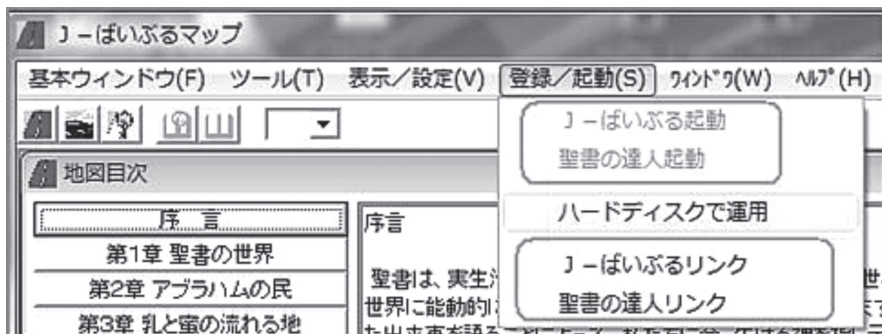 J－ばいぶるマップ
基本ウィンドウ(F) ツール(T) 表示／設定(V) 登録／起動(S) ｳｨﾝﾄﾞｳ(W) ﾍﾙﾌﾟ(H)
J－ばいぶる起動
聖書の達人起動
ハードディスクで運用
J－ばいぶるリンク
聖書の達人リンク
地図目次
序 言
第1章 聖書の世界
第2章 アブラハムの民
第3章 乳と蜜の流れる地
序言
聖書は、実生
世界に能動的に